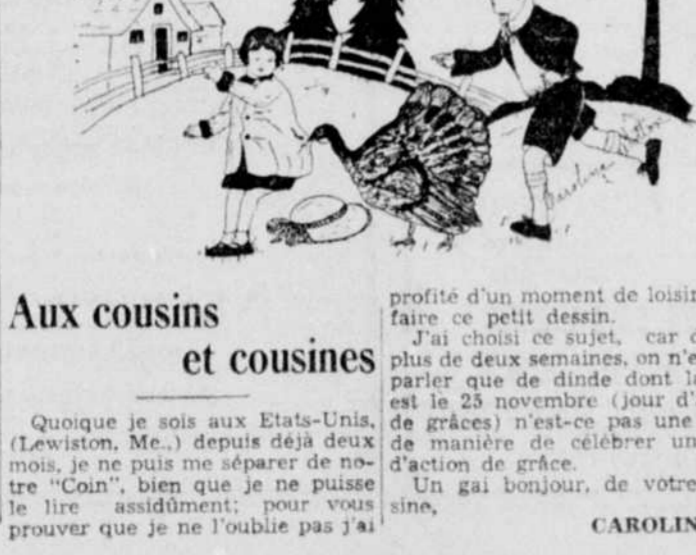 Aux cousins
et cousines
Quoique je sois aux Etats-Unis,
(Lewiston, Me.,) depuis déjà deux
mois, je ne puis me séparer de no-
tre "Coin", bien que je ne puisse
le lire assidûment; pour vous
prouver que je ne l'oublie pas j'ai
profité d'un moment de loisir
faire ce petit dessin.
J'ai choisi ce sujet, car
plus de deux semaines, on n'e
parler que de dinde dont la
est le 25 novembre (jour d'
de grâces) n'est-ce pas une
de manière de célébrer un
d'action de grâce.
Un gai bonjour, de votre
sine,
CAROLIN